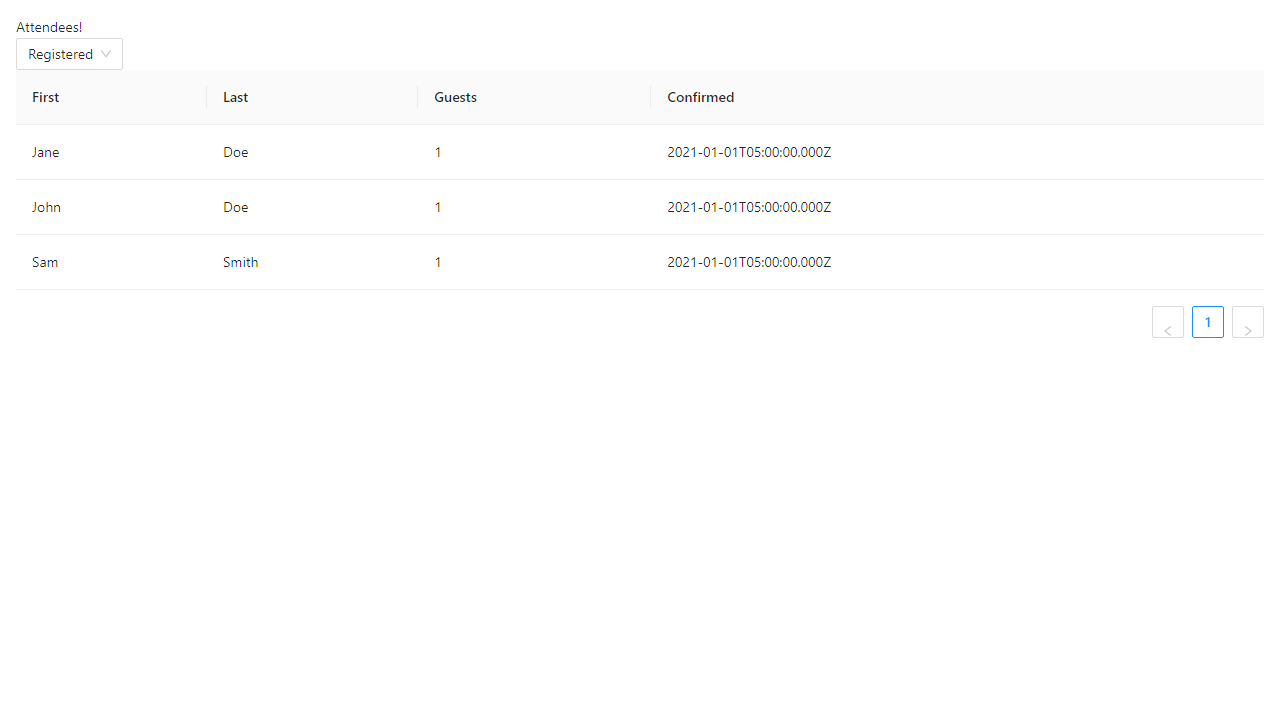 Attendees!
Registered
First Last Guests Confirmed
Jane Doe 1 2021-01-01T05:00:00.000Z
John Doe 1 2021-01-01T05:00:00.000Z
Sam Smith 1 2021-01-01T05:00:00.000Z
1